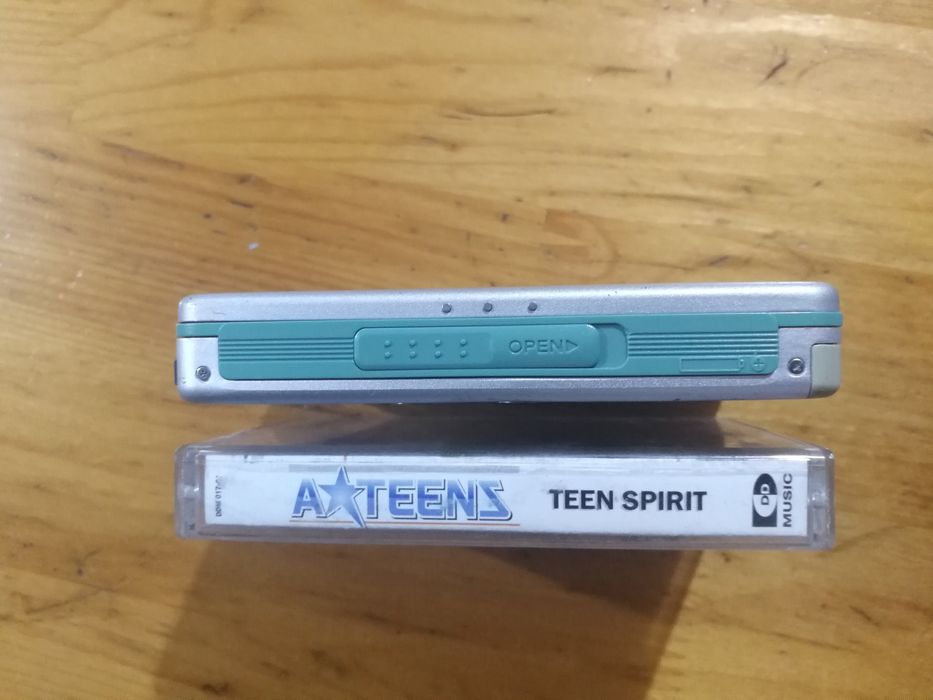 OPEN
A★TEENS
TEEN SPIRIT
DD
MUSIC